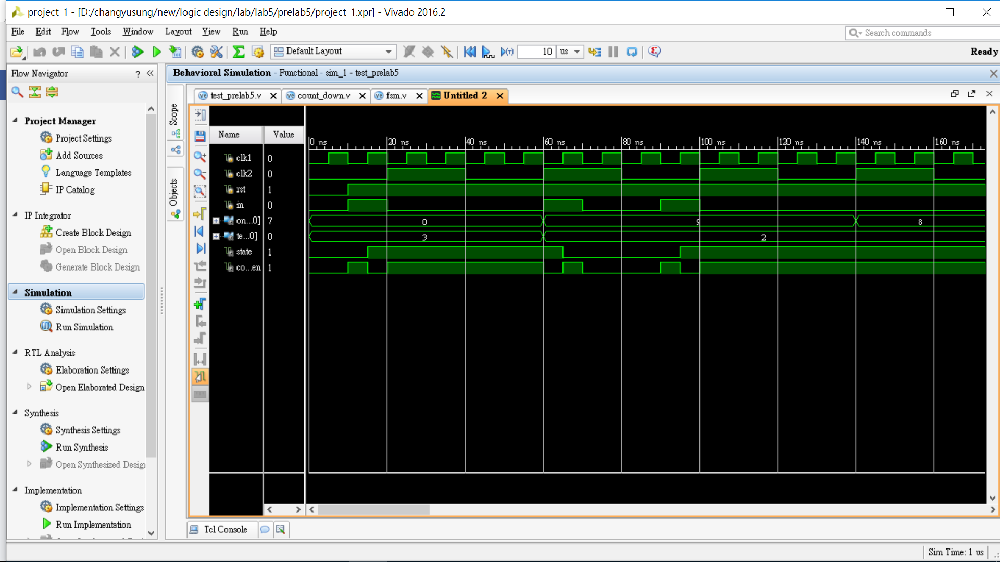 project_1 - [D:/changyusung/new/logic design/lab/lab5/prelab5/project_1.xpr] - Vivado 2016.2
File Edit Flow Tools Window Layout View Run Help
Search commands
Default Layout
10 us
Ready
Flow Navigator ? «
Behavioral Simulation - Functional - sim_1 - test_prelab5
test_prelab5.v
count_down.v
fsm.v
Untitled 2
Scope
Objects
Project Manager
Project Settings
Add Sources
Language Templates
IP Catalog
IP Integrator
Create Block Design
Open Block Design
Generate Block Design
Simulation
Simulation Settings
Run Simulation
RTL Analysis
Elaboration Settings
Open Elaborated Design
Synthesis
Synthesis Settings
Run Synthesis
Open Synthesized Desig
Implementation
Implementation Settings
Run Implementation
Name Value
0 ns 20 ns 40 ns 60 ns 80 ns 100 ns 120 ns 140 ns 160 ns
clk1 0
clk2 0
rst 1
in 0
on...0] 7 0 9 8
te...0] 0 3 2
state 1
co...en 1
Tcl Console
Sim Time: 1 us